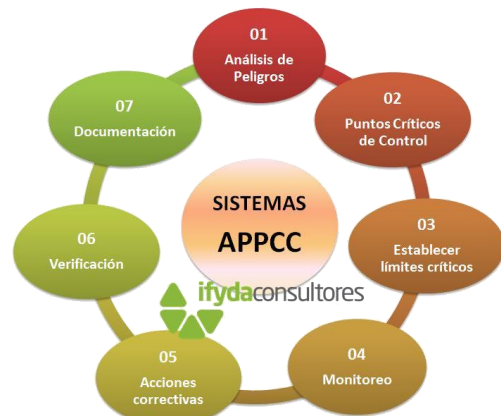 01
Análisis de
Peligros
02
Puntos Críticos
de Control
03
Establecer
límites críticos
04
Monitoreo
05
Acciones
correctivas
06
Verificación
07
Documentación
SISTEMAS
APPCC
ifydaconsultores